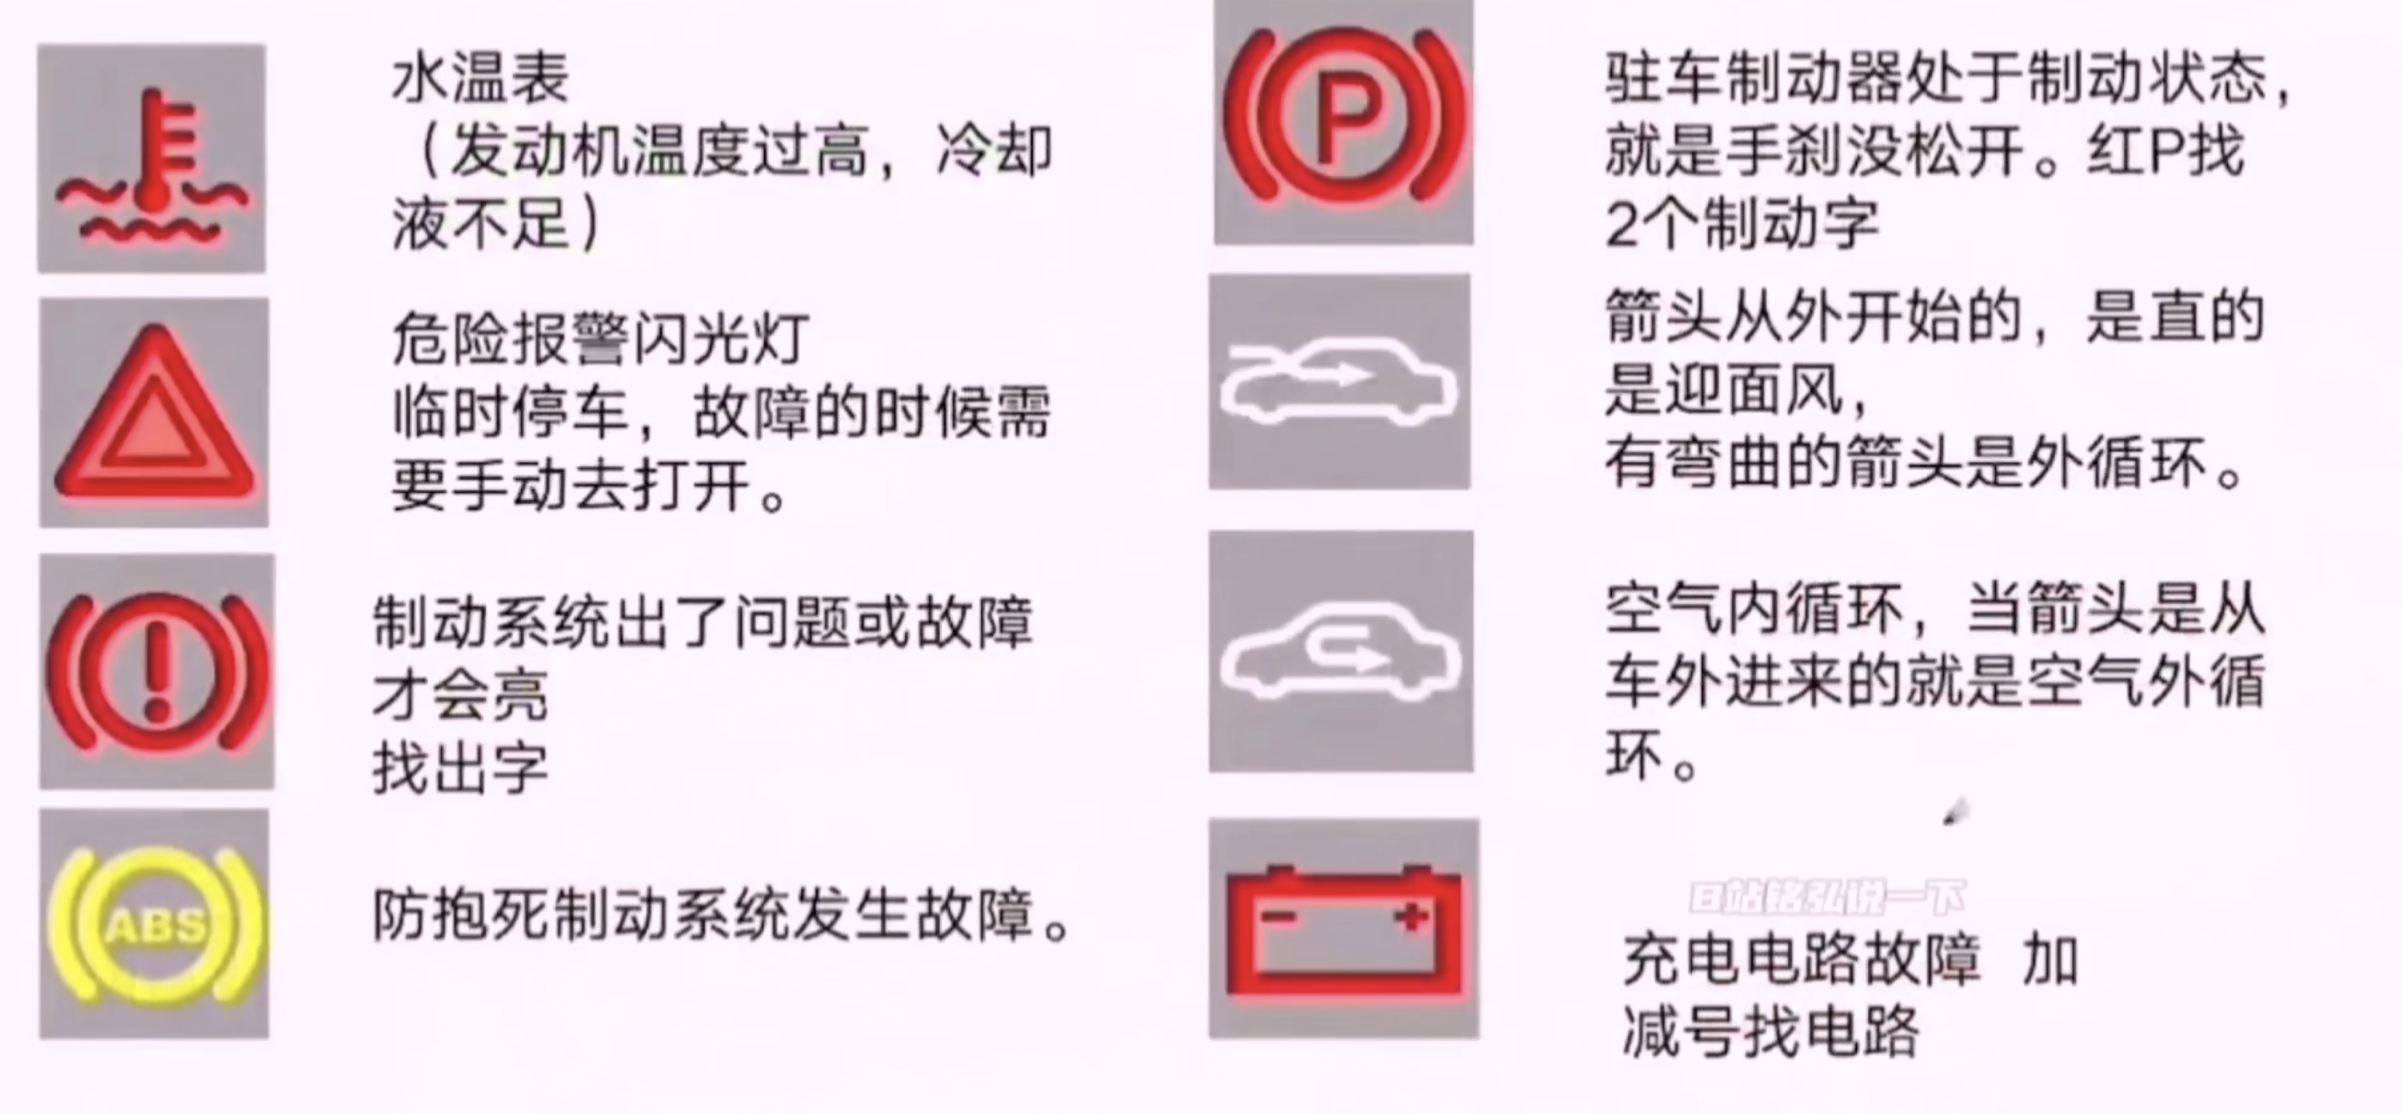 水温表
（发动机温度过高，冷却
液不足）
危险报警闪光灯
临时停车，故障的时候需
要手动去打开。
!
制动系统出了问题或故障
才会亮
找出字
ABS
防抱死制动系统发生故障。
P
驻车制动器处于制动状态，
就是手刹没松开。红P找
2个制动字
箭头从外开始的，是直的
是迎面风，
有弯曲的箭头是外循环。
空气内循环，当箭头是从
车外进来的就是空气外循
环。
B站铭弘说一下
- +
充电电路故障 加
减号找电路